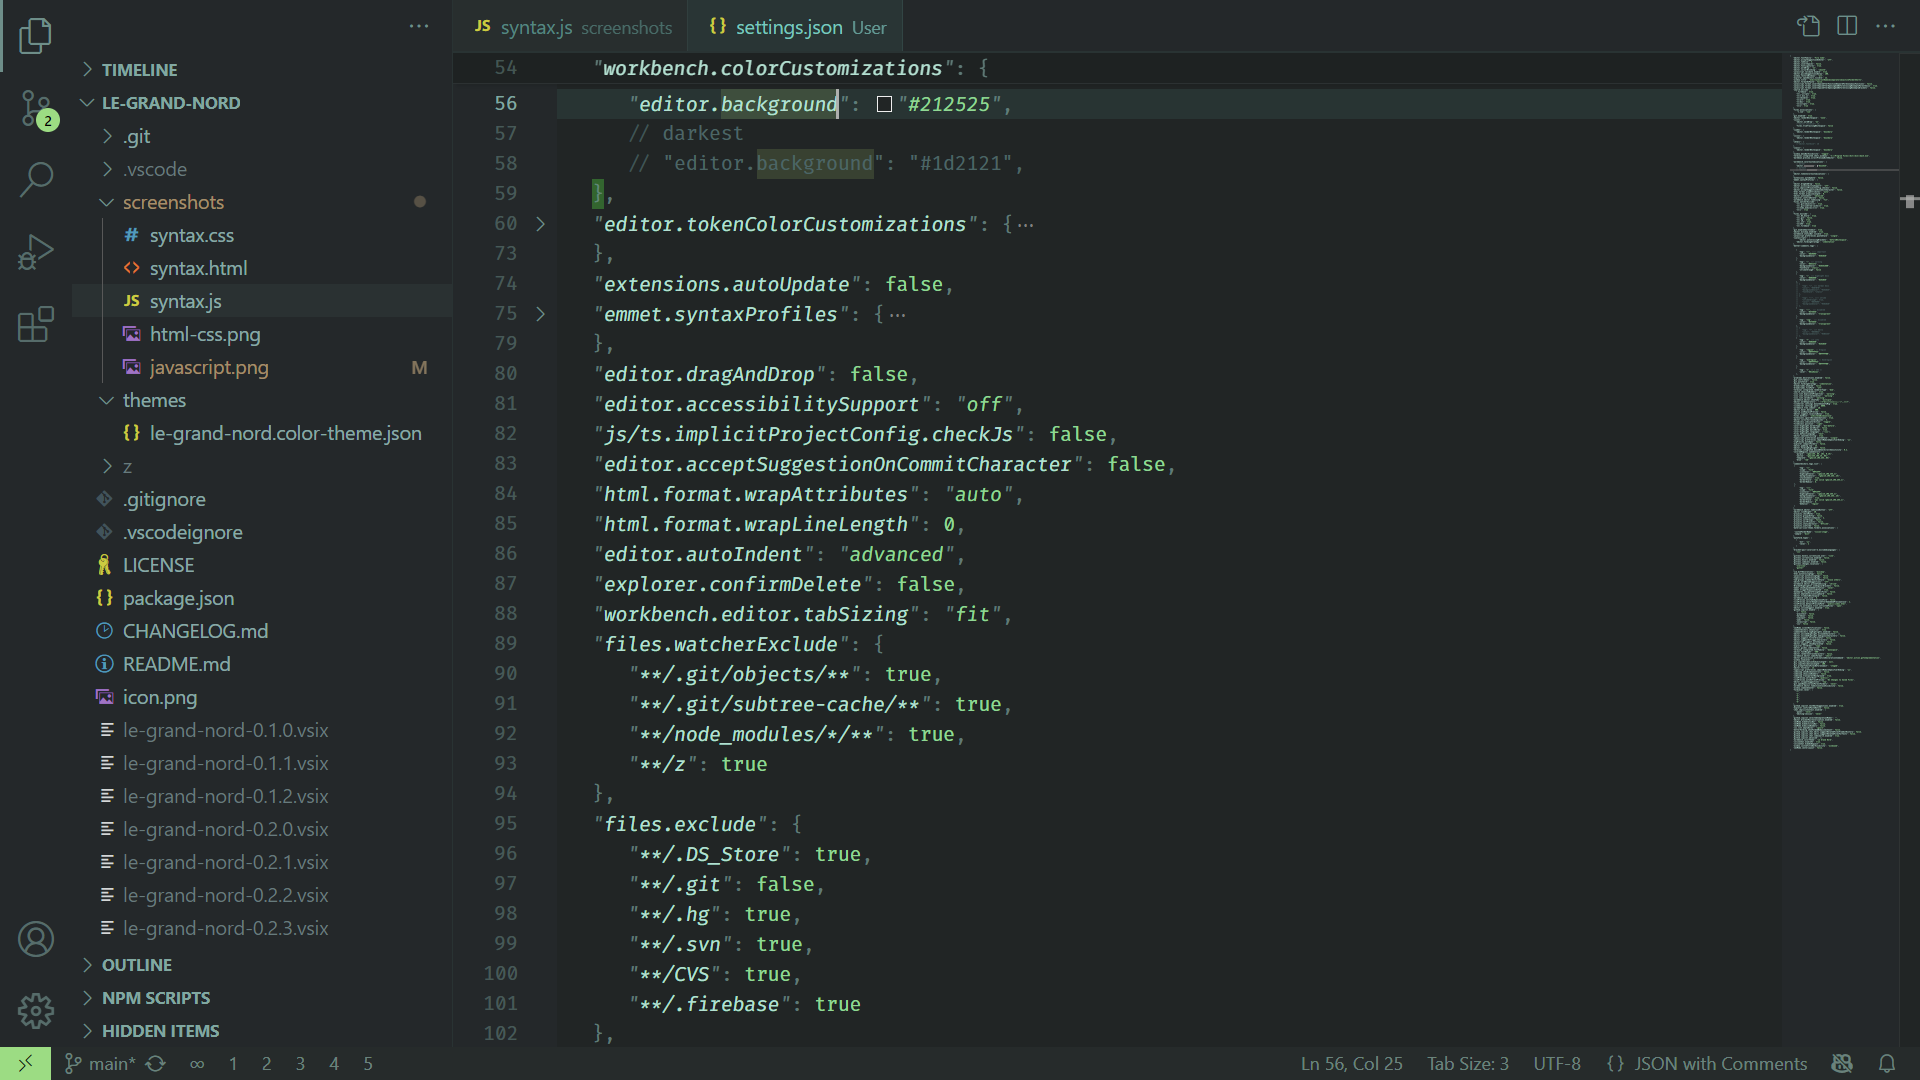 TIMELINE
LE-GRAND-NORD
.git
.vscode
screenshots
# syntax.css
<> syntax.html
JS syntax.js
html-css.png
javascript.png M
themes
{} le-grand-nord.color-theme.json
z
.gitignore
.vscodeignore
LICENSE
{} package.json
CHANGELOG.md
README.md
icon.png
le-grand-nord-0.1.0.vsix
le-grand-nord-0.1.1.vsix
le-grand-nord-0.1.2.vsix
le-grand-nord-0.2.0.vsix
le-grand-nord-0.2.1.vsix
le-grand-nord-0.2.2.vsix
le-grand-nord-0.2.3.vsix
OUTLINE
NPM SCRIPTS
HIDDEN ITEMS
2
JS syntax.js screenshots
{} settings.json User
54 "workbench.colorCustomizations": {
56 "editor.background": "#212525",
57 // darkest
58 // "editor.background": "#1d2121",
59 },
60 "editor.tokenColorCustomizations": {⋯
73 },
74 "extensions.autoUpdate": false,
75 "emmet.syntaxProfiles": {⋯
79 },
80 "editor.dragAndDrop": false,
81 "editor.accessibilitySupport": "off",
82 "js/ts.implicitProjectConfig.checkJs": false,
83 "editor.acceptSuggestionOnCommitCharacter": false,
84 "html.format.wrapAttributes": "auto",
85 "html.format.wrapLineLength": 0,
86 "editor.autoIndent": "advanced",
87 "explorer.confirmDelete": false,
88 "workbench.editor.tabSizing": "fit",
89 "files.watcherExclude": {
90 "**/.git/objects/**": true,
91 "**/.git/subtree-cache/**": true,
92 "**/node_modules/*/**": true,
93 "**/z": true
94 },
95 "files.exclude": {
96 "**/.DS_Store": true,
97 "**/.git": false,
98 "**/.hg": true,
99 "**/.svn": true,
100 "**/CVS": true,
101 "**/.firebase": true
102 },
main* ∞ 1 2 3 4 5
Ln 56, Col 25 Tab Size: 3 UTF-8 {} JSON with Comments